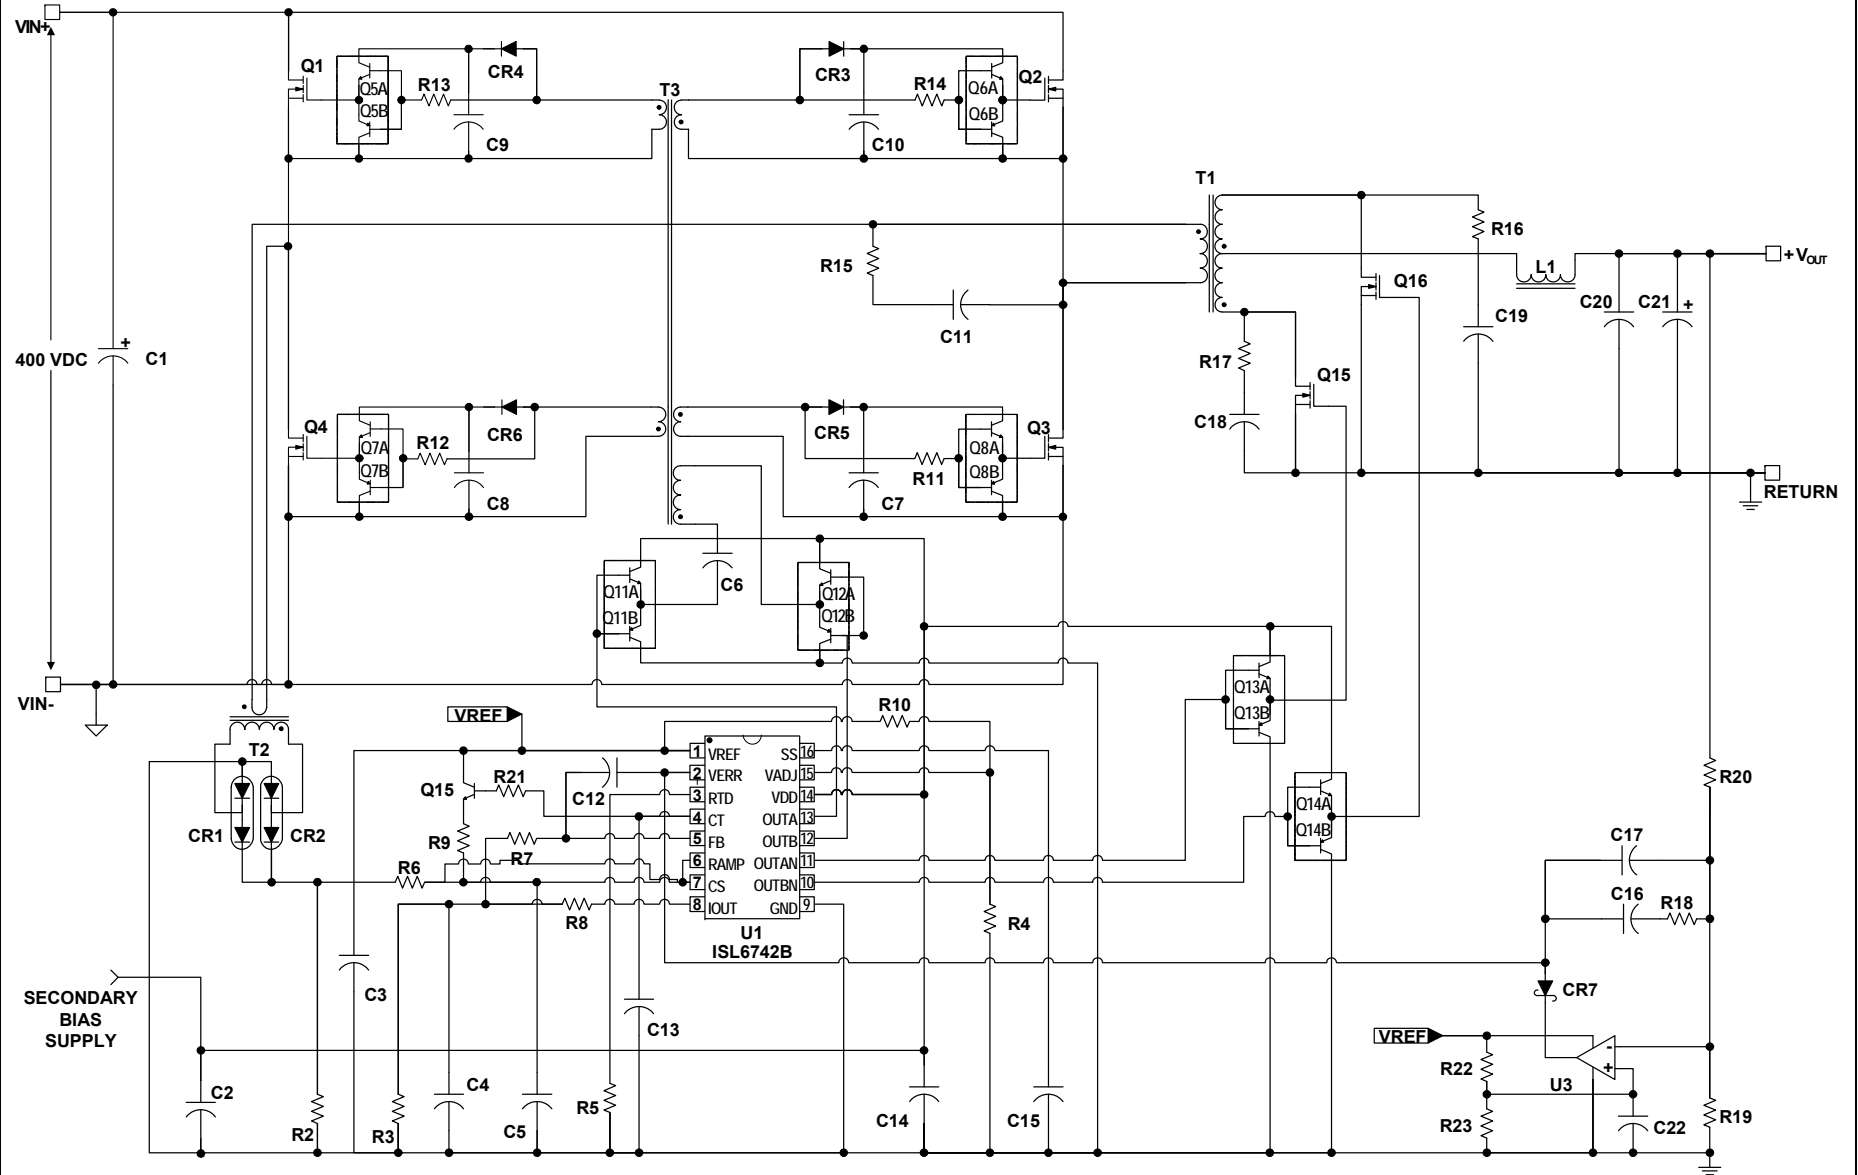 VIN+
Q1
Q5A
Q5B
R13
CR4
C9
T3
CR3
R14
Q6A
Q6B
Q2
C10
T1
R15
C11
R16
Q16
L1
+VOUT
C20
C21
+
C19
R17
Q15
C18
RETURN
400 VDC
+
C1
Q4
Q7A
Q7B
R12
CR6
C8
CR5
R11
Q8A
Q8B
Q3
C7
C6
Q11A
Q11B
Q12A
Q12B
VIN-
T2
CR1
CR2
VREF
R10
Q13A
Q13B
Q14A
Q14B
Q15
R21
C12
R9
R7
R6
R8
1 VREF SS 16
2 VERR VADJ 15
3 RTD VDD 14
4 CT OUTA 13
5 FB OUTB 12
6 RAMP OUTAN 11
7 CS OUTBN 10
8 IOUT GND 9
U1
ISL6742B
R4
R20
C17
C16
R18
CR7
SECONDARY
BIAS
SUPPLY
C3
C13
VREF
R22
-
+
U3
R23
C22
R19
C2
R2
R3
C4
C5
R5
C14
C15